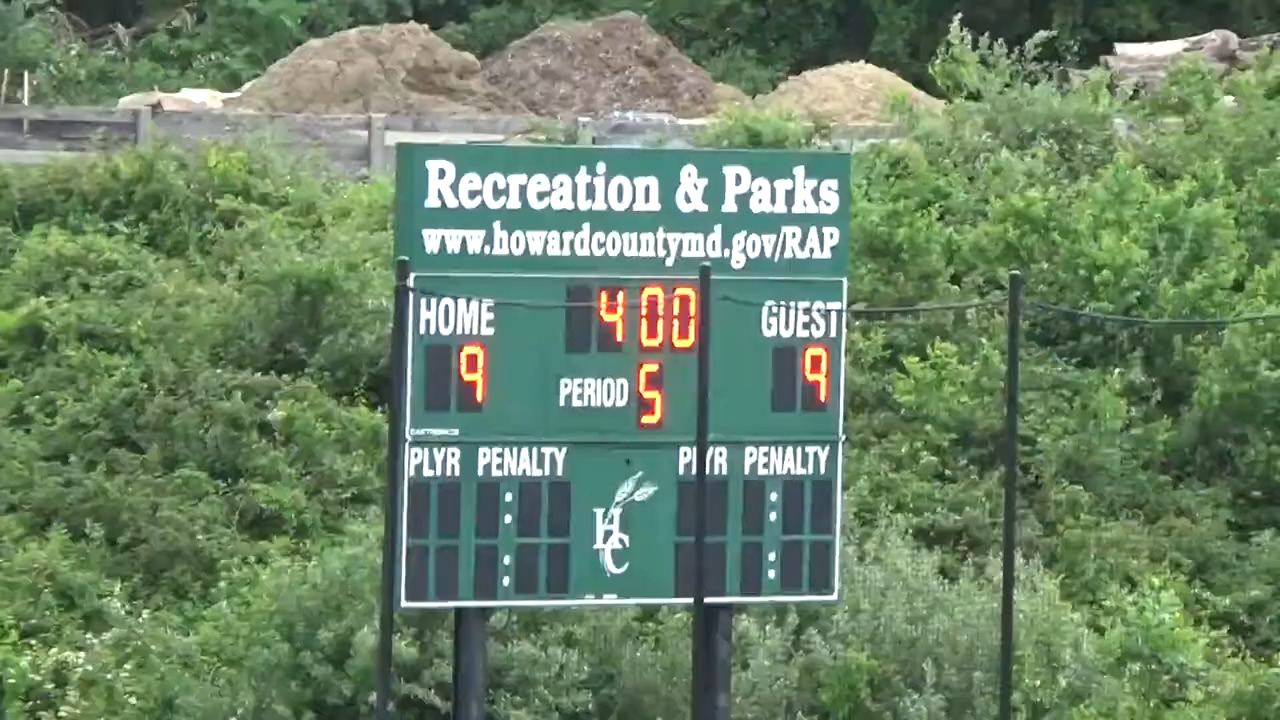 Recreation & Parks
www.howardcountymd.gov/RAP
HOME 4 00 GUEST
9 PERIOD 5 9
PLYR PENALTY PLYR PENALTY
HC